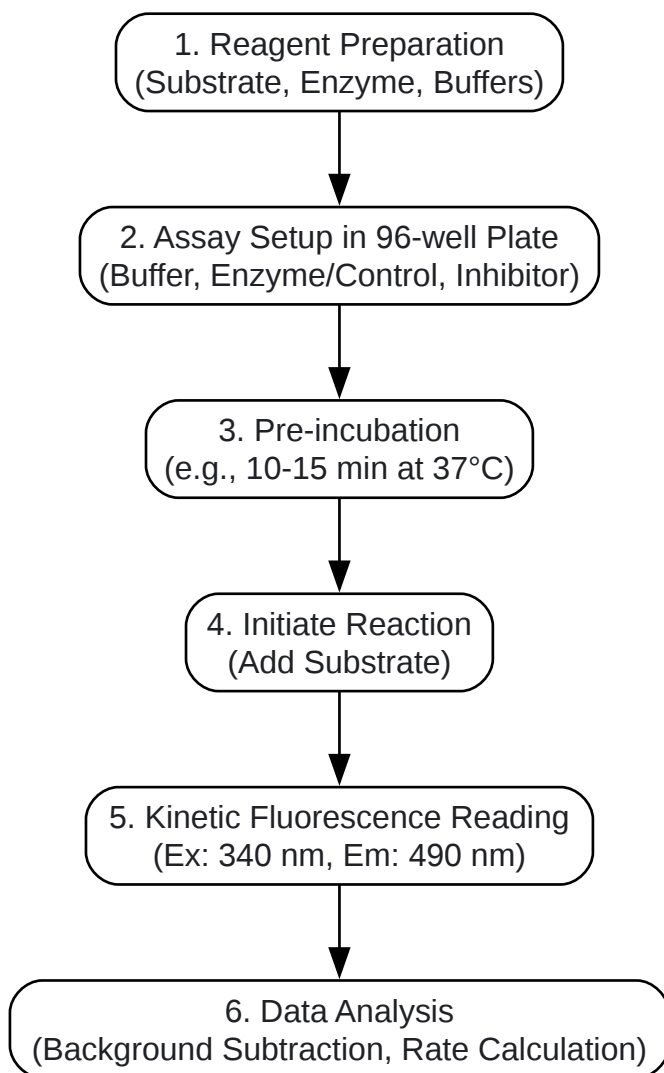 1. Reagent Preparation
(Substrate, Enzyme, Buffers)
2. Assay Setup in 96-well Plate
(Buffer, Enzyme/Control, Inhibitor)
3. Pre-incubation
(e.g., 10-15 min at 37°C)
4. Initiate Reaction
(Add Substrate)
5. Kinetic Fluorescence Reading
(Ex: 340 nm, Em: 490 nm)
6. Data Analysis
(Background Subtraction, Rate Calculation)